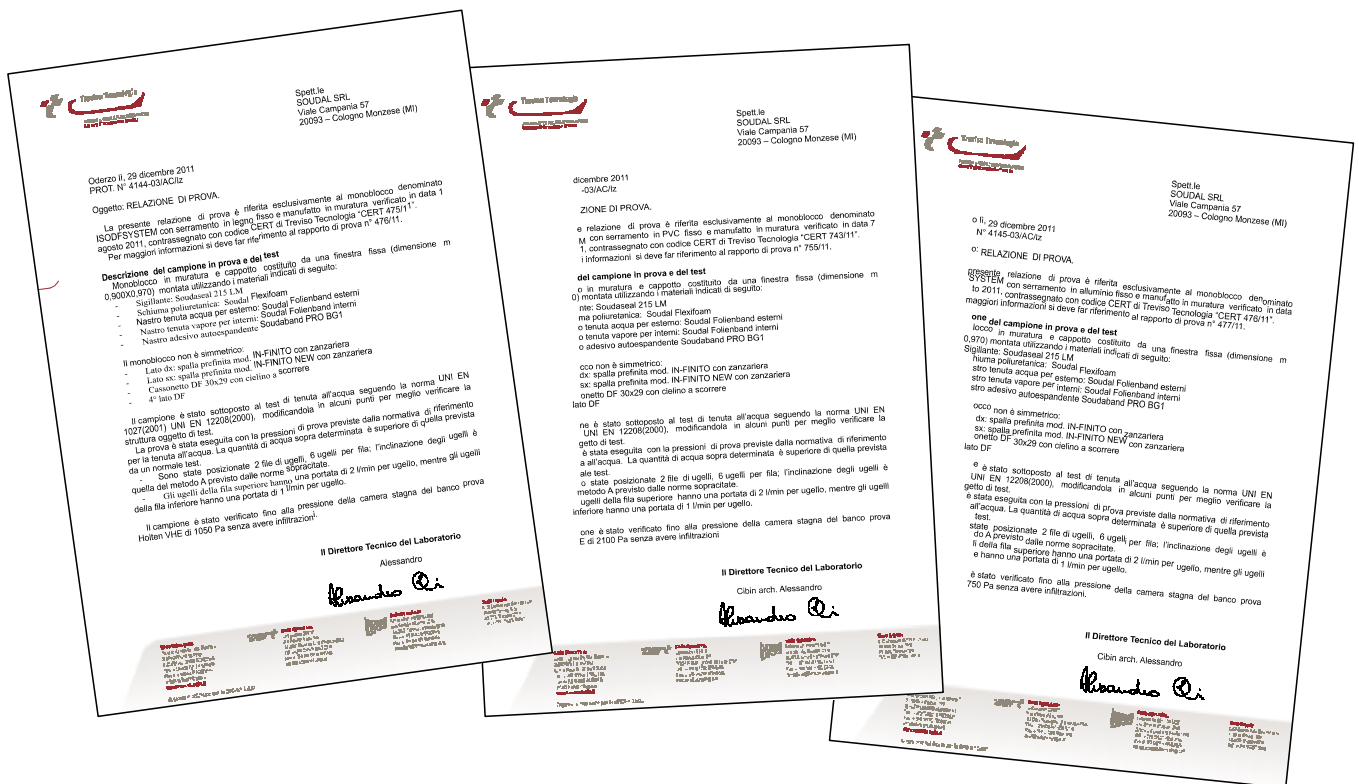 Treviso Tecnologia
Spett.le
SOUDAL SRL
Viale Campania 57
20093 – Cologno Monzese (MI)
Oderzo lì, 29 dicembre 2011
PROT. N° 4144-03/AC/lz
Oggetto: RELAZIONE DI PROVA.
La presente relazione di prova è riferita esclusivamente al monoblocco denominato
ISODFSYSTEM con serramento in legno fisso e manufatto in muratura verificato in data 1
agosto 2011, contrassegnato con codice CERT di Treviso Tecnologia “CERT 475/11”.
Per maggiori informazioni si deve far riferimento al rapporto di prova n° 476/11.
Descrizione del campione in prova e del test
Monoblocco in muratura e cappotto costituito da una finestra fissa (dimensione m
0,900X0,970) montata utilizzando i materiali indicati di seguito:
- Sigillante: Soudaseal 215 LM
- Schiuma poliuretanica: Soudal Flexifoam
- Nastro tenuta acqua per esterno: Soudal Folienband esterni
- Nastro tenuta vapore per interni: Soudal Folienband interni
- Nastro adesivo autoespandente Soudaband PRO BG1
Il monoblocco non è simmetrico:
- Lato dx: spalla prefinita mod. IN-FINITO con zanzariera
- Lato sx: spalla prefinita mod. IN-FINITO NEW con zanzariera
- Cassonetto DF 30x29 con cielino a scorrere
- 4° lato DF
Il campione è stato sottoposto al test di tenuta all'acqua seguendo la norma UNI EN
1027(2001) UNI EN 12208(2000), modificandola in alcuni punti per meglio verificare la
struttura oggetto di test.
La prova è stata eseguita con la pressioni di prova previste dalla normativa di riferimento
per la tenuta all'acqua. La quantità di acqua sopra determinata è superiore di quella prevista
da un normale test.
- Sono state posizionate 2 file di ugelli, 6 ugelli per fila; l'inclinazione degli ugelli è
quella del metodo A previsto dalle norme sopracitate.
- Gli ugelli della fila superiore hanno una portata di 2 l/min per ugello, mentre gli ugelli
della fila inferiore hanno una portata di 1 l/min per ugello.
Il campione è stato verificato fino alla pressione della camera stagna del banco prova
Holten VHE di 1050 Pa senza avere infiltrazioni.
Il Direttore Tecnico del Laboratorio
Alessandro
Treviso Tecnologia
Spett.le
SOUDAL SRL
Viale Campania 57
20093 – Cologno Monzese (MI)
dicembre 2011
-03/AC/lz
ZIONE DI PROVA.
e relazione di prova è riferita esclusivamente al monoblocco denominato
M con serramento in PVC fisso e manufatto in muratura verificato in data 7
1, contrassegnato con codice CERT di Treviso Tecnologia “CERT 743/11”.
i informazioni si deve far riferimento al rapporto di prova n° 755/11.
del campione in prova e del test
o in muratura e cappotto costituito da una finestra fissa (dimensione m
0) montata utilizzando i materiali indicati di seguito:
nte: Soudaseal 215 LM
ma poliuretanica: Soudal Flexifoam
o tenuta acqua per esterno: Soudal Folienband esterni
o tenuta vapore per interni: Soudal Folienband interni
o adesivo autoespandente Soudaband PRO BG1
cco non è simmetrico:
dx: spalla prefinita mod. IN-FINITO con zanzariera
sx: spalla prefinita mod. IN-FINITO NEW con zanzariera
onetto DF 30x29 con cielino a scorrere
lato DF
ne è stato sottoposto al test di tenuta all'acqua seguendo la norma UNI EN
UNI EN 12208(2000), modificandola in alcuni punti per meglio verificare la
getto di test.
è stata eseguita con la pressioni di prova previste dalla normativa di riferimento
a all'acqua. La quantità di acqua sopra determinata è superiore di quella prevista
ale test.
o state posizionate 2 file di ugelli, 6 ugelli per fila; l'inclinazione degli ugelli è
metodo A previsto dalle norme sopracitate.
ugelli della fila superiore hanno una portata di 2 l/min per ugello, mentre gli ugelli
inferiore hanno una portata di 1 l/min per ugello.
one è stato verificato fino alla pressione della camera stagna del banco prova
E di 2100 Pa senza avere infiltrazioni
Il Direttore Tecnico del Laboratorio
Cibin arch. Alessandro
Treviso Tecnologia
Spett.le
SOUDAL SRL
Viale Campania 57
20093 – Cologno Monzese (MI)
o lì, 29 dicembre 2011
N° 4145-03/AC/lz
o: RELAZIONE DI PROVA.
presente relazione di prova è riferita esclusivamente al monoblocco denominato
SYSTEM con serramento in alluminio fisso e manufatto in muratura verificato in data
to 2011, contrassegnato con codice CERT di Treviso Tecnologia “CERT 476/11”.
maggiori informazioni si deve far riferimento al rapporto di prova n° 477/11.
one del campione in prova e del test
locco in muratura e cappotto costituito da una finestra fissa (dimensione m
0,970) montata utilizzando i materiali indicati di seguito:
Sigillante: Soudaseal 215 LM
hiuma poliuretanica: Soudal Flexifoam
stro tenuta acqua per esterno: Soudal Folienband esterni
stro tenuta vapore per interni: Soudal Folienband interni
stro adesivo autoespandente Soudaband PRO BG1
occo non è simmetrico:
dx: spalla prefinita mod. IN-FINITO con zanzariera
sx: spalla prefinita mod. IN-FINITO NEW con zanzariera
onetto DF 30x29 con cielino a scorrere
lato DF
e è stato sottoposto al test di tenuta all'acqua seguendo la norma UNI EN
UNI EN 12208(2000), modificandola in alcuni punti per meglio verificare la
getto di test.
è stata eseguita con la pressioni di prova previste dalla normativa di riferimento
all'acqua. La quantità di acqua sopra determinata è superiore di quella prevista
test.
state posizionate 2 file di ugelli, 6 ugelli per fila; l'inclinazione degli ugelli è
do A previsto dalle norme sopracitate.
li della fila superiore hanno una portata di 2 l/min per ugello, mentre gli ugelli
e hanno una portata di 1 l/min per ugello.
è stato verificato fino alla pressione della camera stagna del banco prova
750 Pa senza avere infiltrazioni.
Il Direttore Tecnico del Laboratorio
Cibin arch. Alessandro